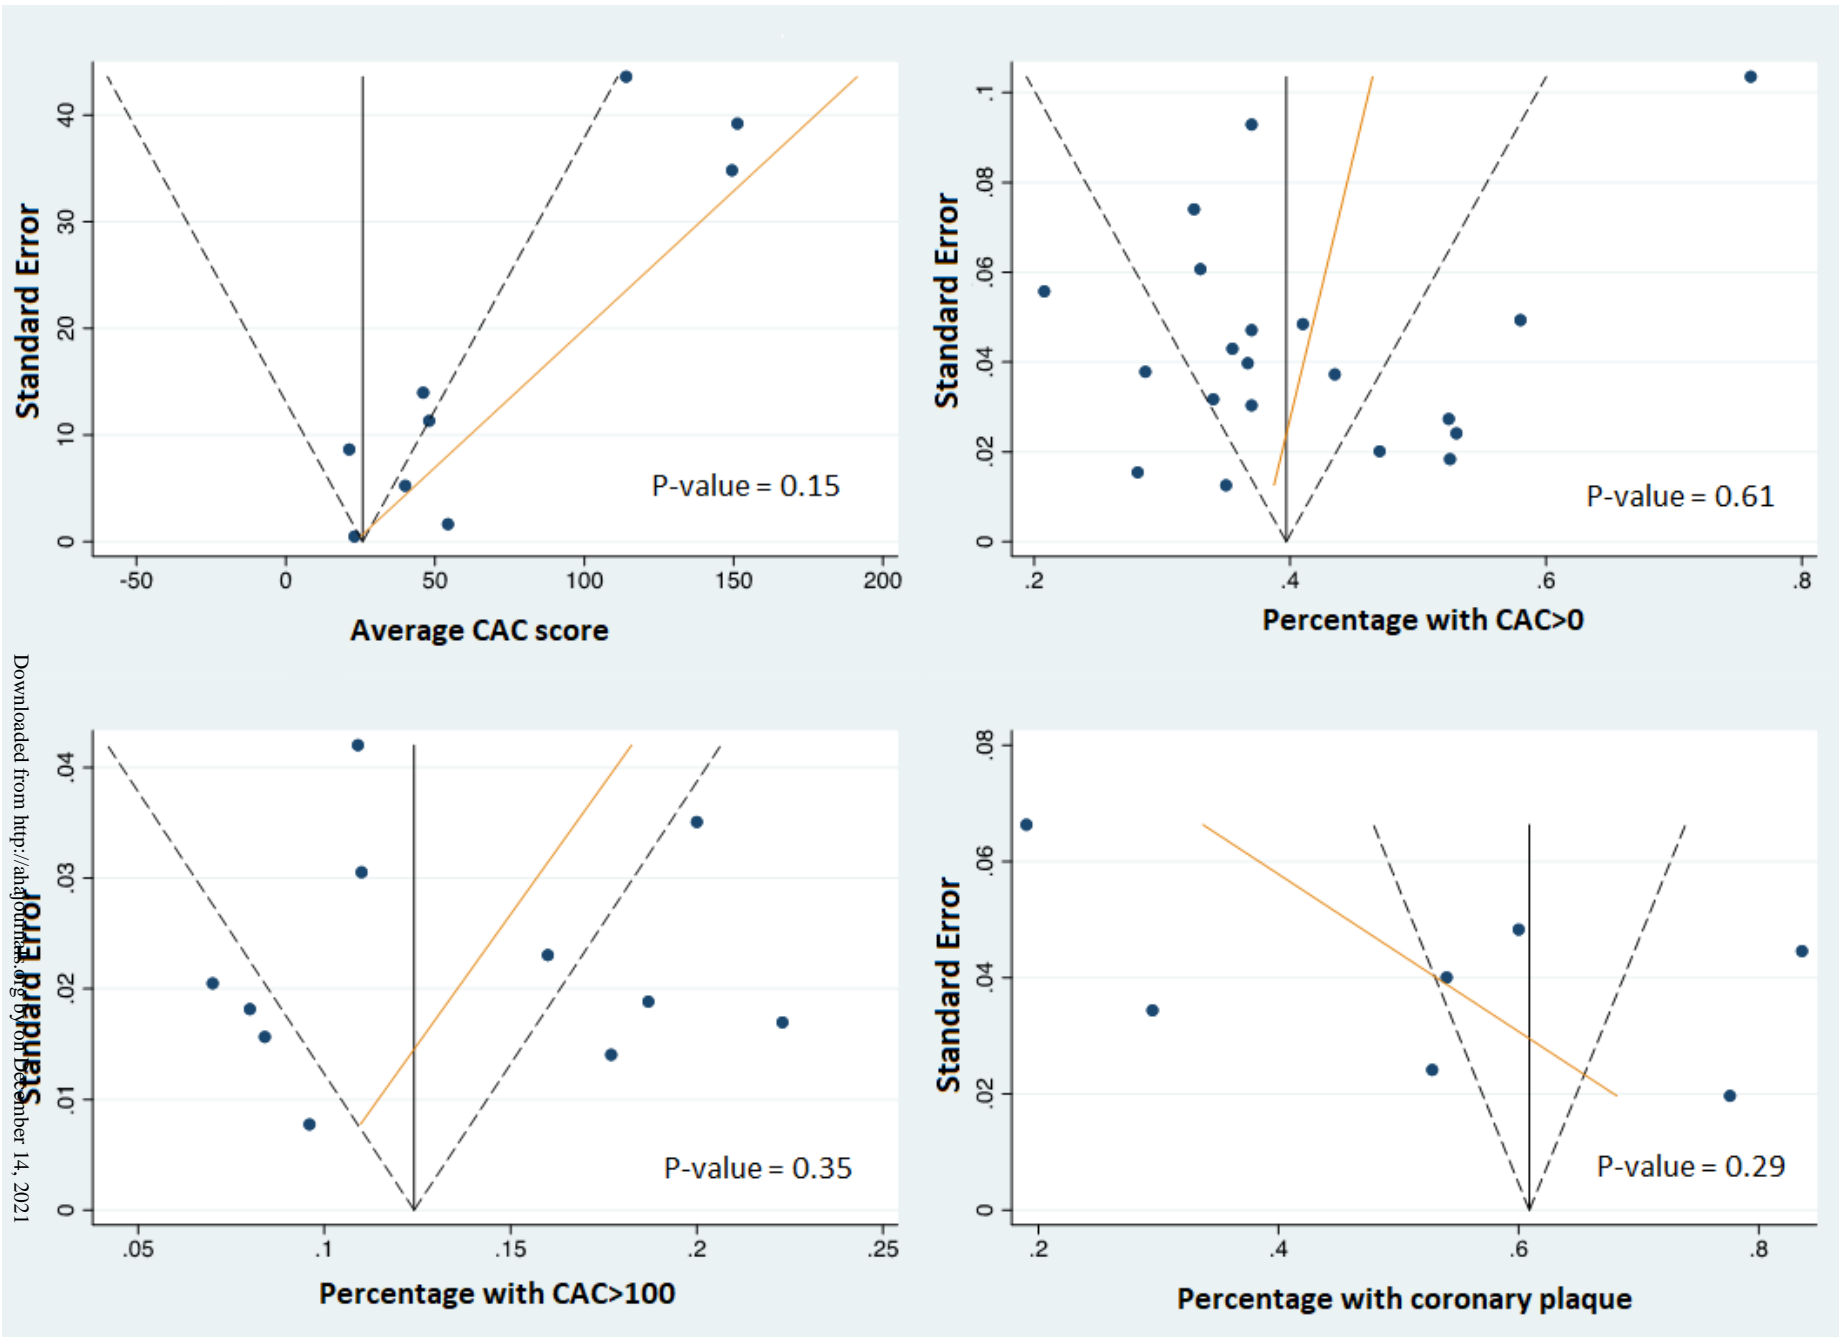 40
30
20
10
0
Standard Error
P-value = 0.15
-50 0 50 100 150 200
Average CAC score
.1
.08
.06
.04
.02
0
Standard Error
P-value = 0.61
.2 .4 .6 .8
Percentage with CAC>0
.04
.03
.02
.01
0
Standard Error
P-value = 0.35
.05 .1 .15 .2 .25
Percentage with CAC>100
.08
.06
.04
.02
0
Standard Error
P-value = 0.29
.2 .4 .6 .8
Percentage with coronary plaque
Downloaded from http://ahajournals.org by on December 14, 2021